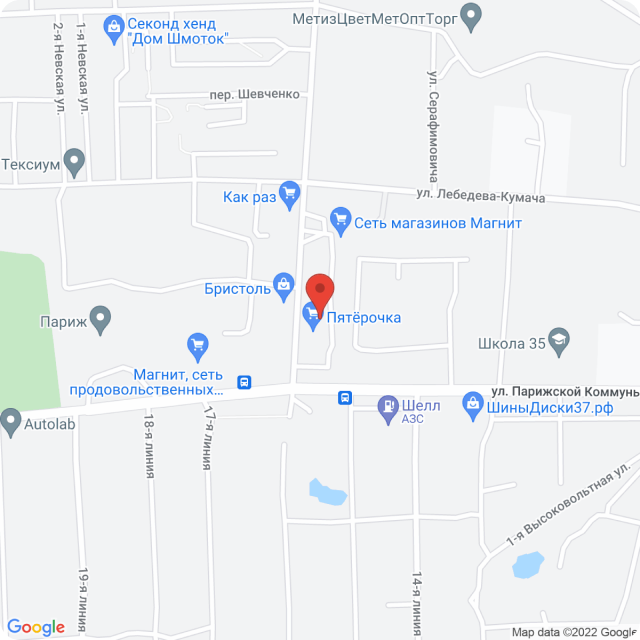 МетизЦветМетОптТорг
Секонд хенд
"Дом Шмоток"
1-я Невская ул.
2-я Невская ул.
пер. Шевченко
ул. Серафимовича
Тексиум
ул. Лебедева-Кумача
Как раз
Сеть магазинов Магнит
Бристоль
Париж
Пятёрочка
Школа 35
Магнит, сеть
продовольственных...
ул. Парижской Коммуны
Шелл
АЗС
ШиныДиски37.рф
Autolab
17-я линия
18-я линия
1-я Высоковольтная ул.
19-я линия
14-я линия
Google
Map data ©2022 Google